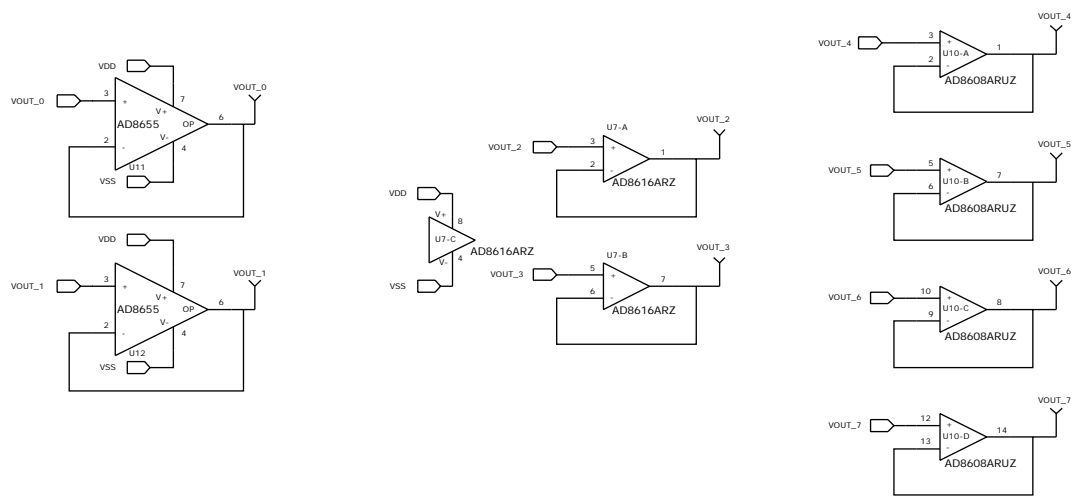 VDD
VOUT_0
3
+
7
V+
AD8655
OP
6
VOUT_0
2
-
V-
4
U11
VSS
VDD
VOUT_1
3
+
7
V+
AD8655
OP
6
VOUT_1
2
-
V-
4
U12
VSS
U7-A
VOUT_2
3
+
1
VOUT_2
2
-
AD8616ARZ
VDD
V+
8
U7-C
AD8616ARZ
V-
4
VSS
U7-B
VOUT_3
5
+
7
VOUT_3
6
-
AD8616ARZ
VOUT_4
VOUT_4
3
+
1
U10-A
2
-
AD8608ARUZ
VOUT_5
VOUT_5
5
+
7
U10-B
6
-
AD8608ARUZ
VOUT_6
VOUT_6
10
+
8
U10-C
9
-
AD8608ARUZ
VOUT_7
VOUT_7
12
+
14
U10-D
13
-
AD8608ARUZ